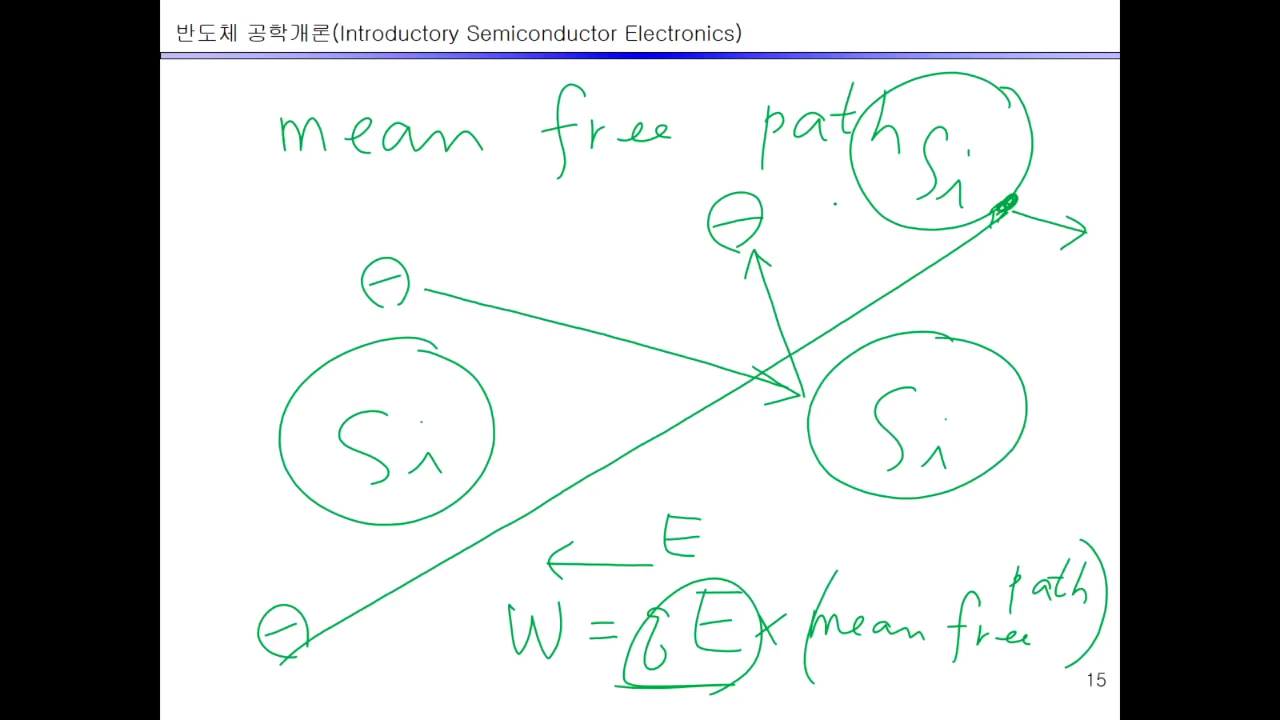 반도체 공학개론(Introductory Semiconductor Electronics)
mean free path
Si
Si
Si
E
W = qE × (mean free path)
15